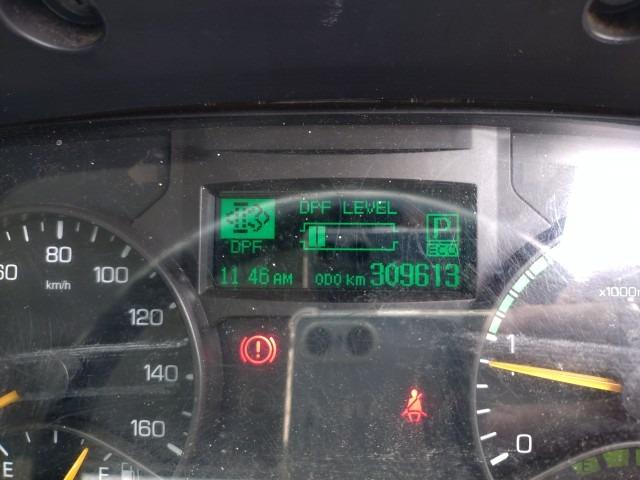 DPF LEVEL
P
DPF
ECO
11 46 AM ODO km 309613
60
80
100
120
140
160
km/h
E
F
x1000
1
0